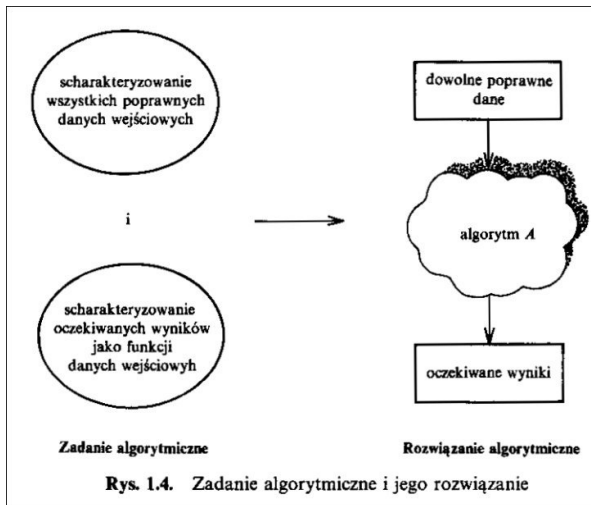 scharakteryzowanie
wszystkich poprawnych
danych wejściowych
i
scharakteryzowanie
oczekiwanych wyników
jako funkcji
danych wejściowyh
Zadanie algorytmiczne
dowolne poprawne
dane
algorytm A
oczekiwane wyniki
Rozwiązanie algorytmiczne
Rys. 1.4. Zadanie algorytmiczne i jego rozwiązanie